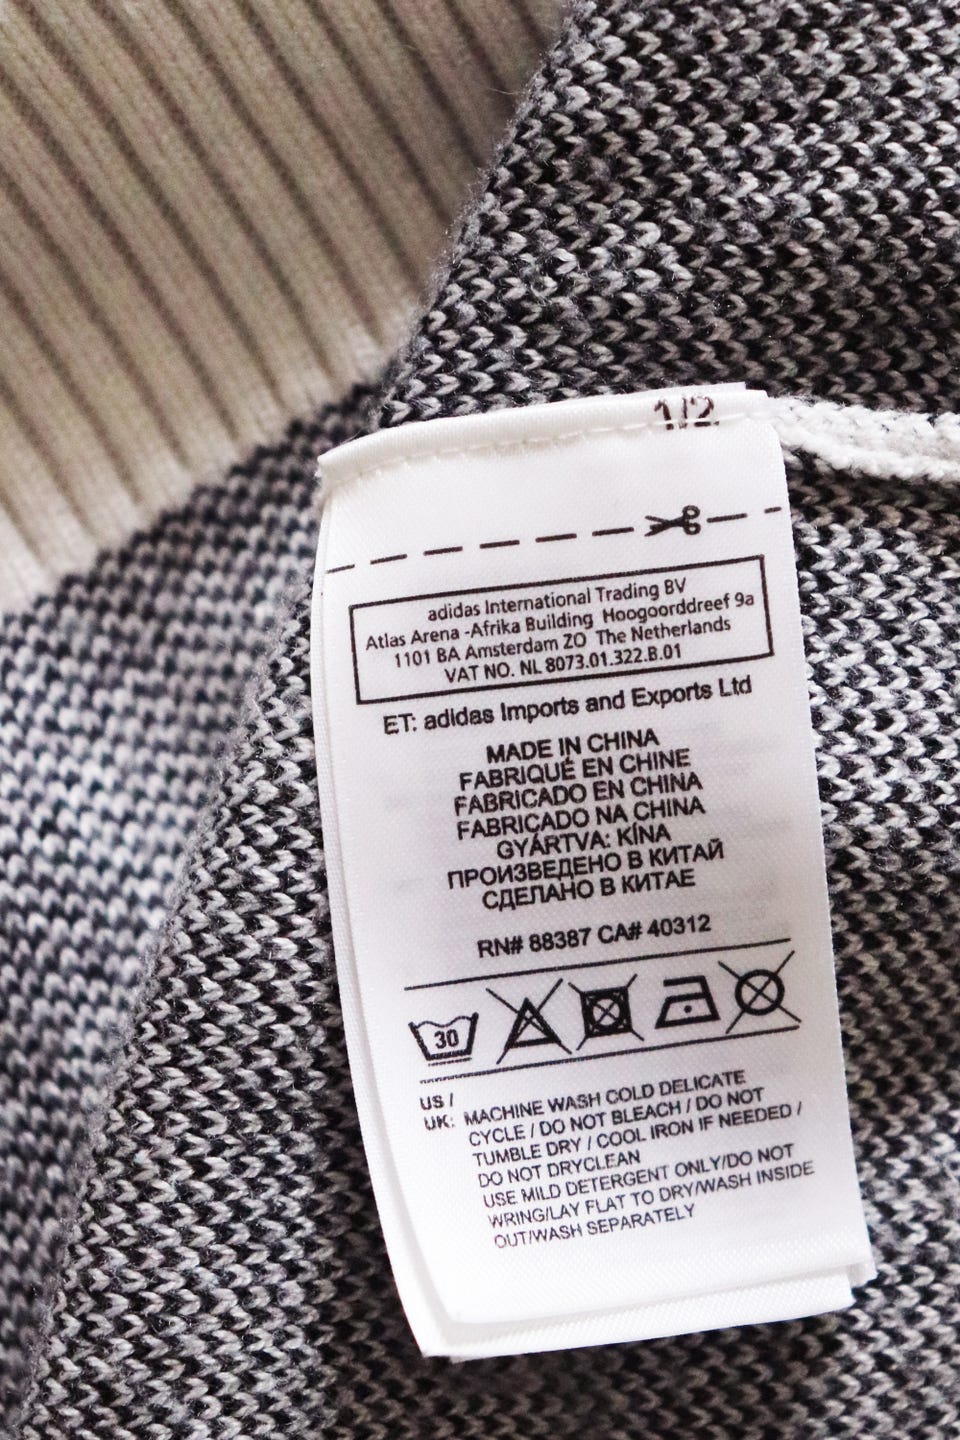 1/2
adidas International Trading BV
Atlas Arena -Afrika Building Hoogoorddreef 9a
1101 BA Amsterdam ZO The Netherlands
VAT NO. NL 8073.01.322.B.01
ET: adidas Imports and Exports Ltd
MADE IN CHINA
FABRIQUÉ EN CHINE
FABRICADO EN CHINA
FABRICADO NA CHINA
GYÁRTVA: KÍNA
ПРОИЗВЕДЕНО В КИТАЙ
СДЕЛАНО В КИТАЕ
RN# 88387 CA# 40312
30
US /
UK: MACHINE WASH COLD DELICATE
CYCLE / DO NOT BLEACH / DO NOT
TUMBLE DRY / COOL IRON IF NEEDED /
DO NOT DRYCLEAN
USE MILD DETERGENT ONLY/DO NOT
WRING/LAY FLAT TO DRY/WASH INSIDE
OUT/WASH SEPARATELY